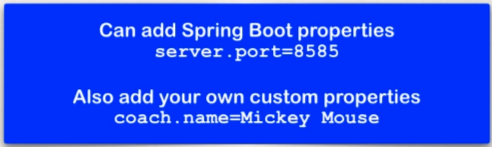 Can add Spring Boot properties
server.port=8585
Also add your own custom properties
coach.name=Mickey Mouse